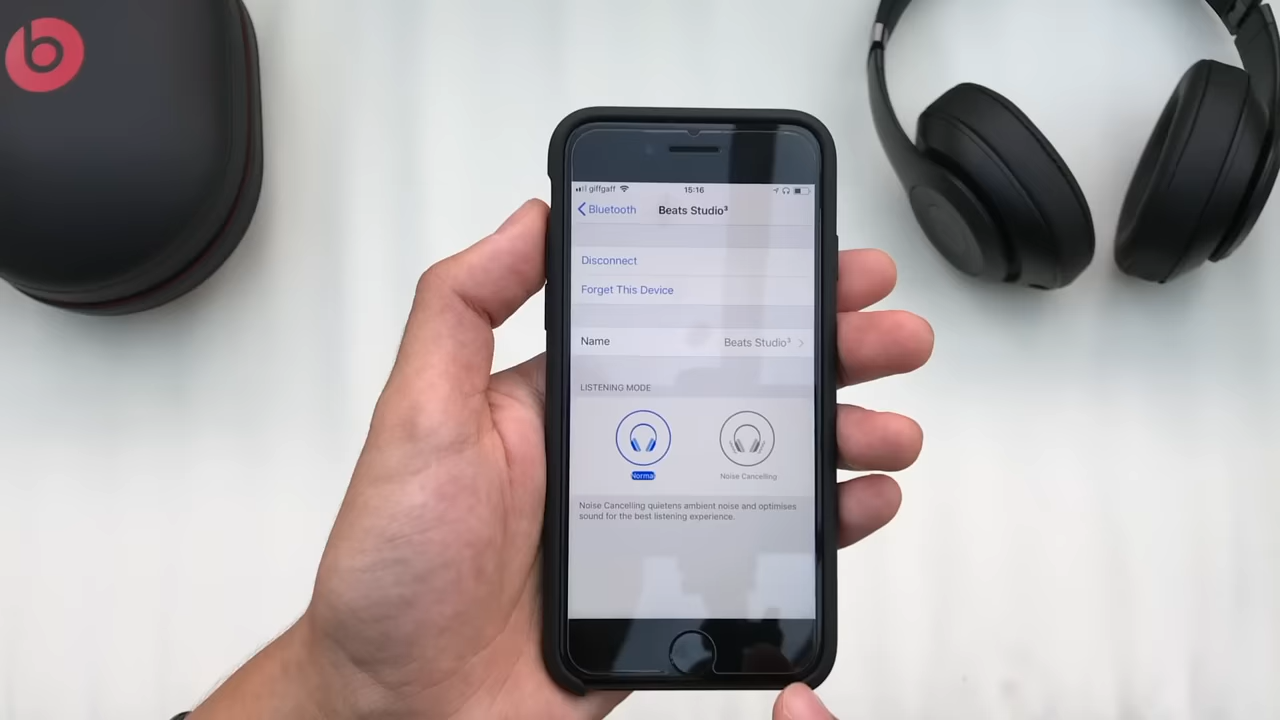 giffgaff 15:16
Bluetooth Beats Studio³
Disconnect
Forget This Device
Name Beats Studio³
LISTENING MODE
Normal Noise Cancelling
Noise Cancelling quietens ambient noise and optimises
sound for the best listening experience.